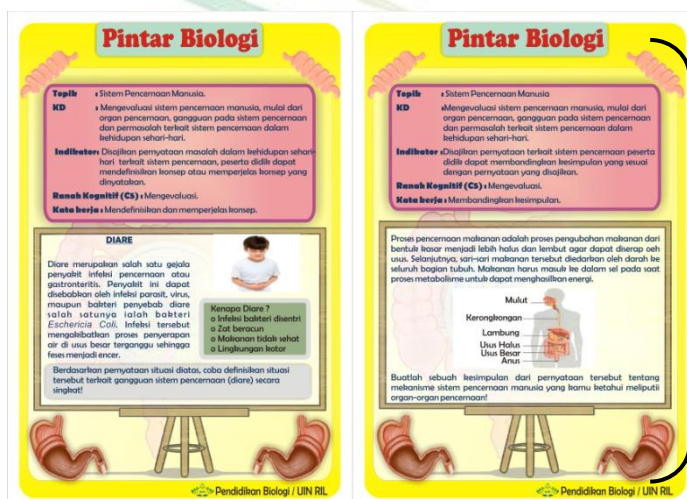 Pintar Biologi
Topik : Sistem Pencernaan Manusia.
KD : Mengevaluasi sistem pencernaan manusia, mulai dari
organ pencernaan, gangguan pada sistem pencernaan
dan permasalah terkait sistem pencernaan dalam
kehidupan sehari-hari.
Indikator : Disajikan pernyataan masalah dalam kehidupan sehari-
hari terkait sistem pencernaan, peserta didik dapat
mendefinisikan konsep atau memperjelas konsep yang
dinyatakan.
Ranah Kognitif (C5) : Mengevaluasi.
Kata kerja : Mendefinisikan dan memperjelas konsep.
DIARE
Diare merupakan salah satu gejala
penyakit infeksi pencernaan atau
gastronteritis. Penyakit ini dapat
disebabkan oleh infeksi parasit, virus,
maupun bakteri penyebab diare
salah satunya ialah bakteri
Eschericia Coli. Infeksi tersebut
mengakibatkan proses penyerapan
air di usus besar terganggu sehingga
feses menjadi encer.
Kenapa Diare ?
o Infeksi bakteri disentri
o Zat beracun
o Makanan tidak sehat
o Lingkungan kotor
Berdasarkan pernyataan situasi diatas, coba definisikan situasi
tersebut terkait gangguan sistem pencernaan (diare) secara
singkat!
Pendidikan Biologi / UIN RIL
Pintar Biologi
Topik : Sistem Pencernaan Manusia
KD :Mengevaluasi sistem pencernaan manusia, mulai dari
organ pencernaan, gangguan pada sistem pencernaan
dan permasalah terkait sistem pencernaan dalam
kehidupan sehari-hari.
Indikator :Disajikan pernyataan terkait sistem pencernaan peserta
didik dapat membandingkan kesimpulan yang sesuai
dengan pernyataan yang disajikan.
Ranah Kognitif (C5) : Mengevaluasi.
Kata kerja : Membandingkan kesimpulan.
Proses pencernaan makanan adalah proses pengubahan makanan dari
bentuk kasar menjadi lebih halus dan lembut agar dapat diserap oeh
usus. Selanjutnya, sari-sari makanan tersebut diedarkan oleh darah ke
seluruh bagian tubuh. Makanan harus masuk ke dalam sel pada saat
proses metabolisme untuk dapat menghasilkan energi.
Mulut
Kerongkongan
Lambung
Usus Halus
Usus Besar
Anus
Buatlah sebuah kesimpulan dari pernyataan tersebut tentang
mekanisme sistem pencernaan manusia yang kamu ketahui meliputii
organ-organ pencernaan!
Pendidikan Biologi / UIN RIL